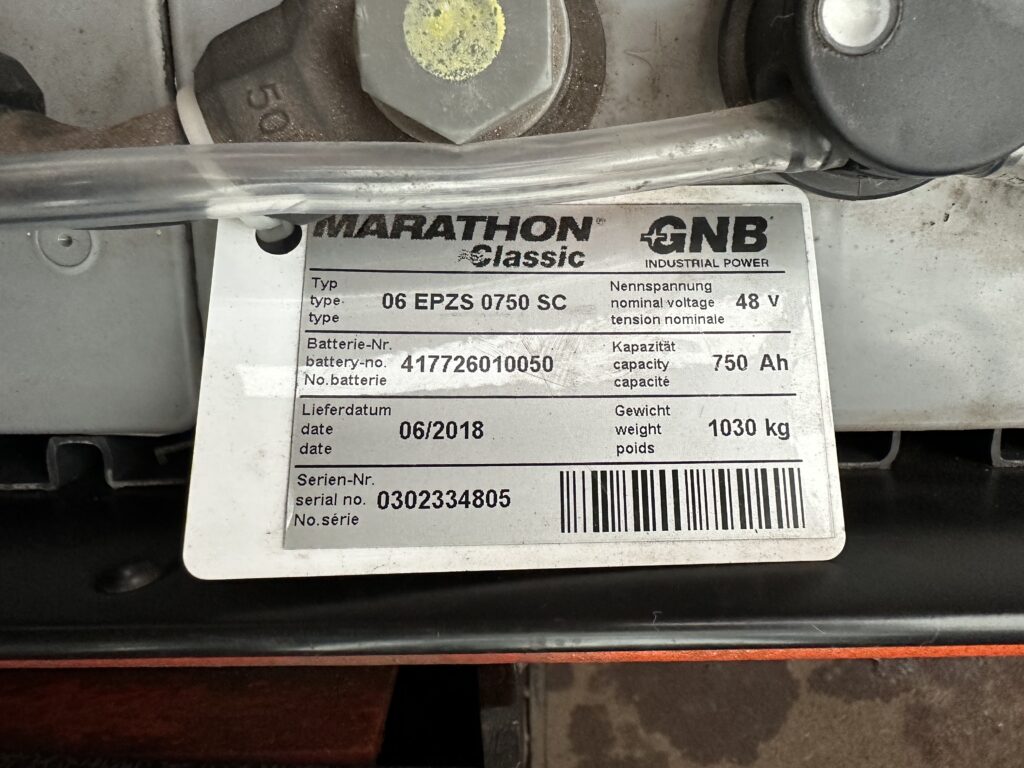 50
MARATHON
Classic
GNB
INDUSTRIAL POWER
Typ
type
type
06 EPZS 0750 SC
Nennspannung
nominal voltage
tension nominale
48 V
Batterie-Nr.
battery-no.
No.batterie
417726010050
Kapazität
capacity
capacité
750 Ah
Lieferdatum
date
date
06/2018
Gewicht
weight
poids
1030 kg
Serien-Nr.
serial no.
No.série
0302334805